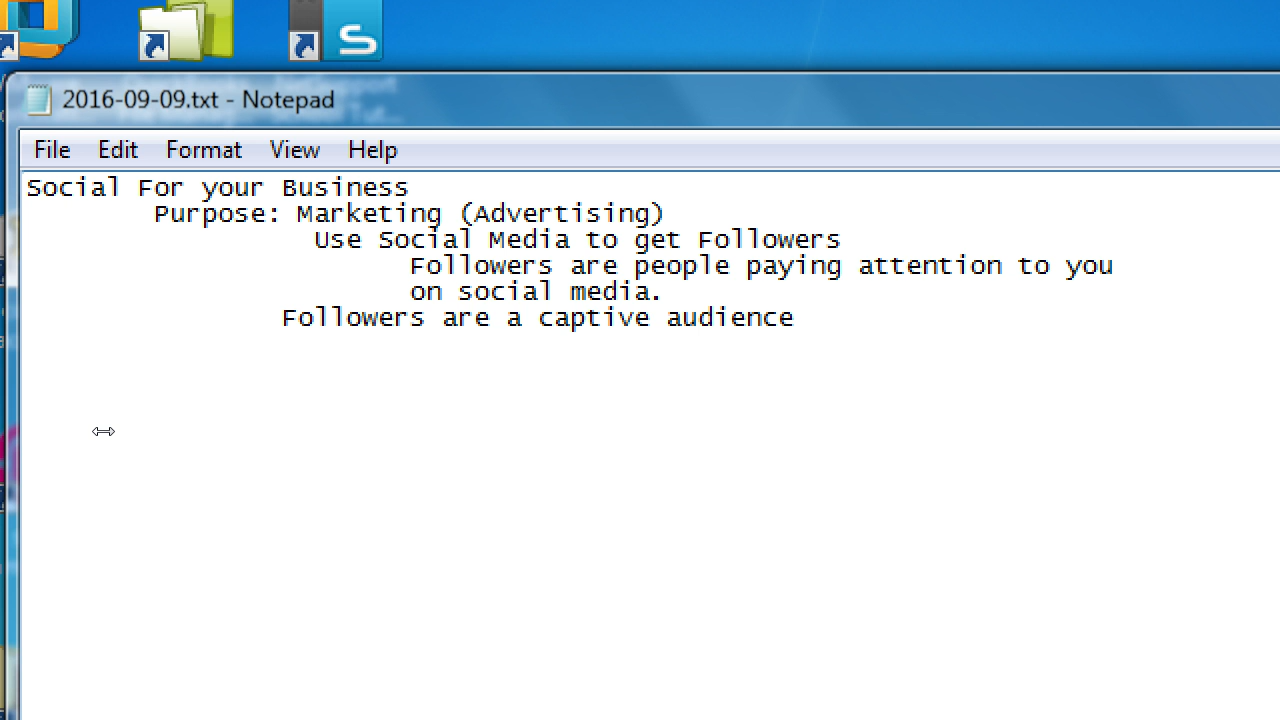 2016-09-09.txt - Notepad
File Edit Format View Help
Social For your Business
Purpose: Marketing (Advertising)
Use Social Media to get Followers
Followers are people paying attention to you
on social media.
Followers are a captive audience